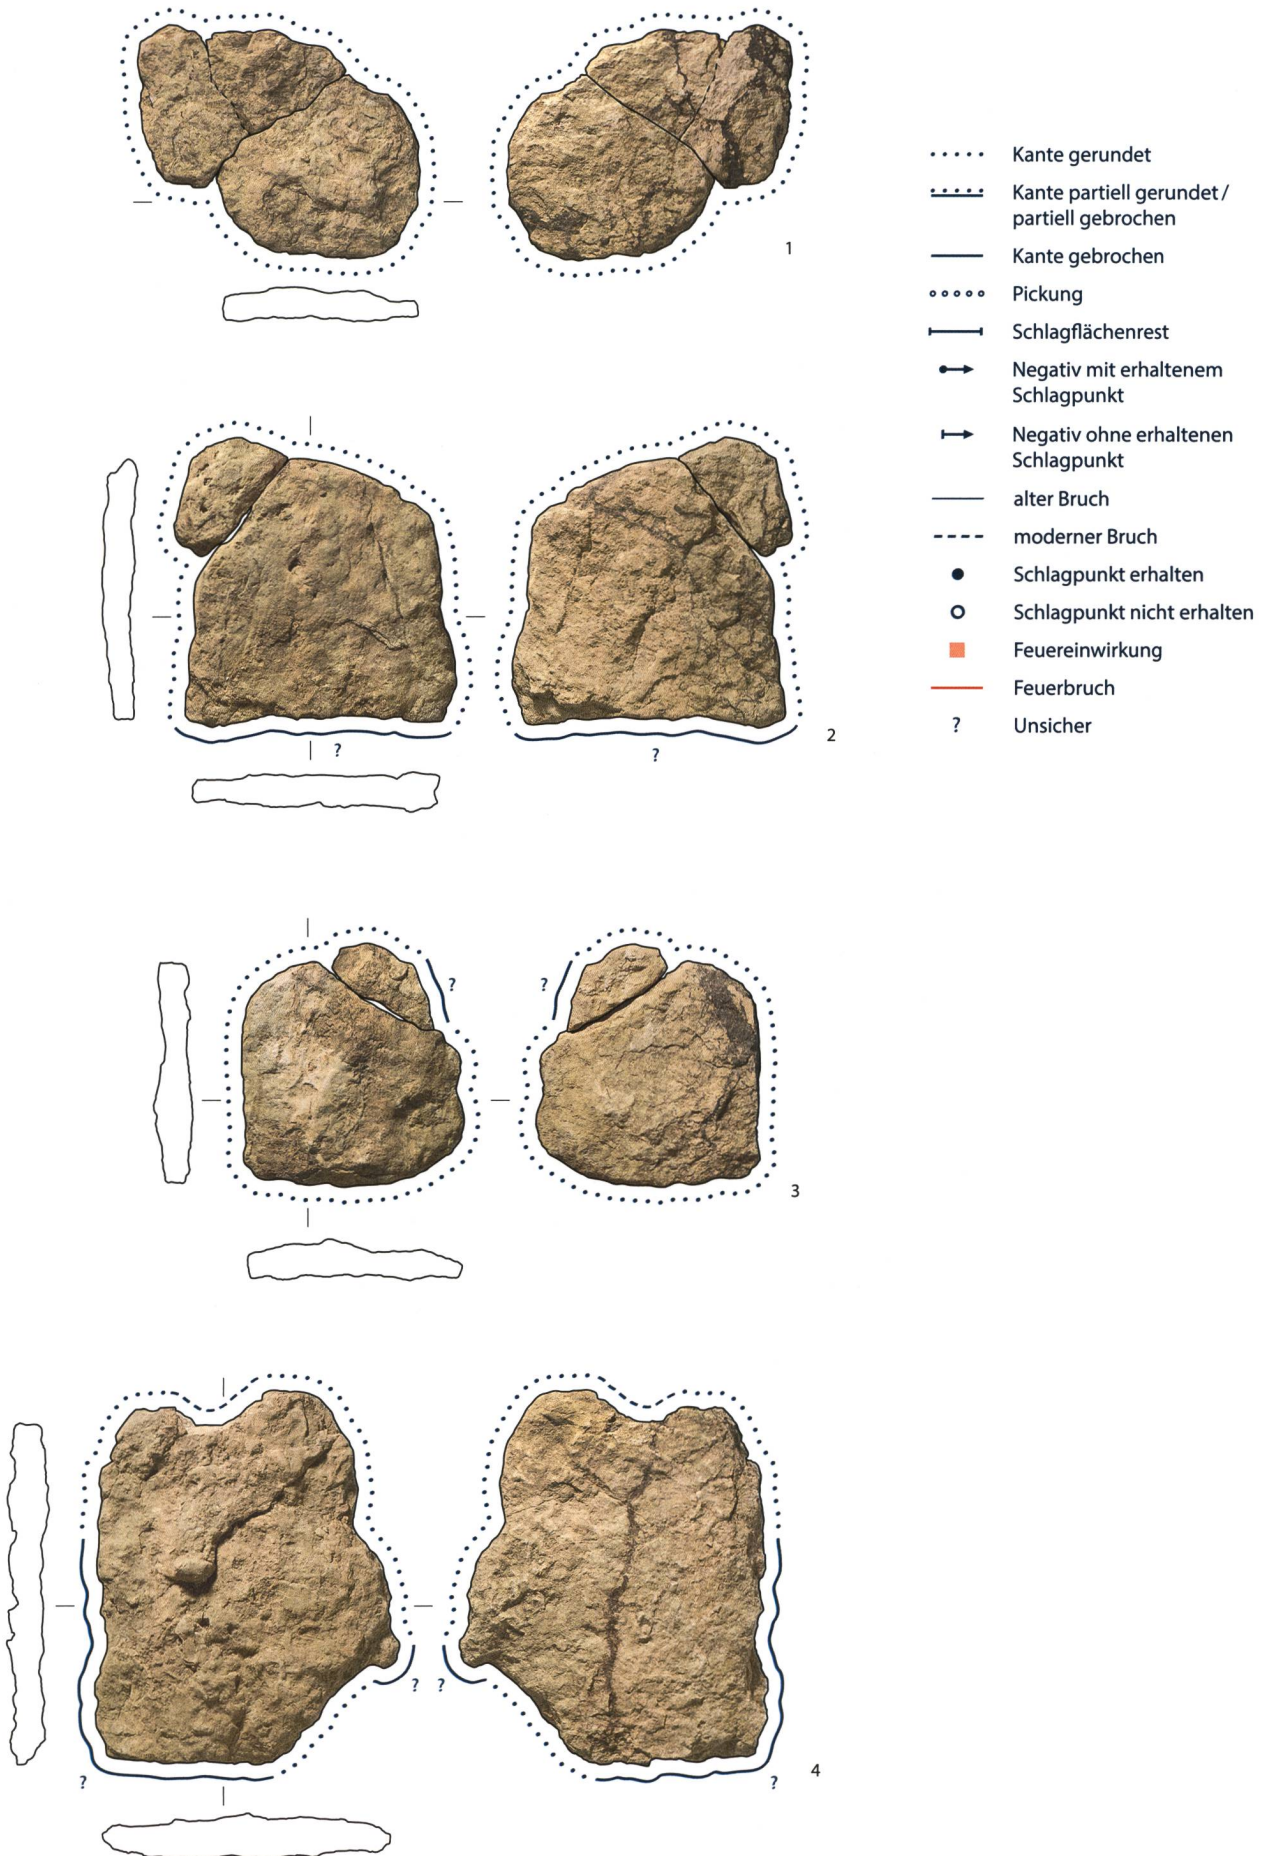 1
Kante gerundet
Kante partiell gerundet /
partiell gebrochen
Kante gebrochen
Pickung
Schlagflächenrest
Negativ mit erhaltenem
Schlagpunkt
Negativ ohne erhaltenen
Schlagpunkt
alter Bruch
moderner Bruch
Schlagpunkt erhalten
Schlagpunkt nicht erhalten
Feuereinwirkung
Feuerbruch
? Unsicher
? ? 2
? ? 3
? ?
? ? 4